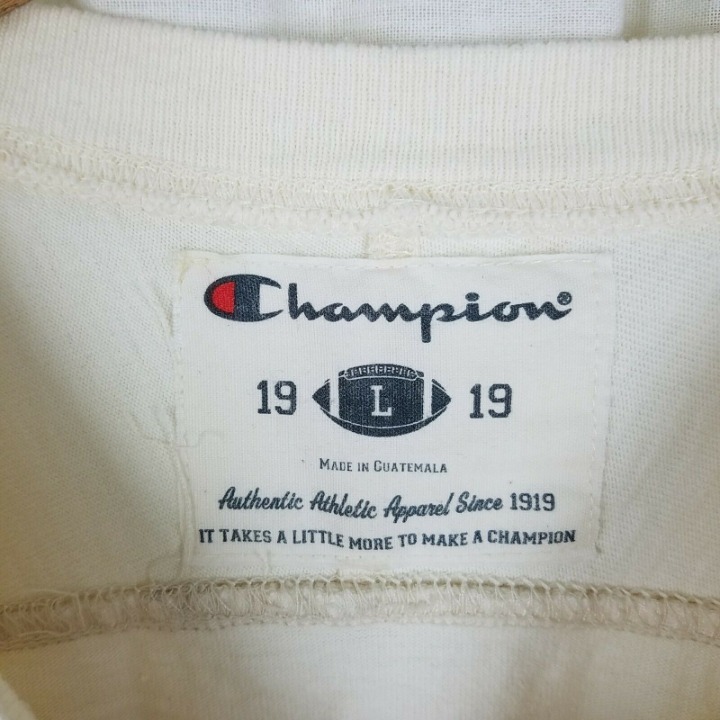 Champion®
19 L 19
MADE IN GUATEMALA
Authentic Athletic Apparel Since 1919
IT TAKES A LITTLE MORE TO MAKE A CHAMPION